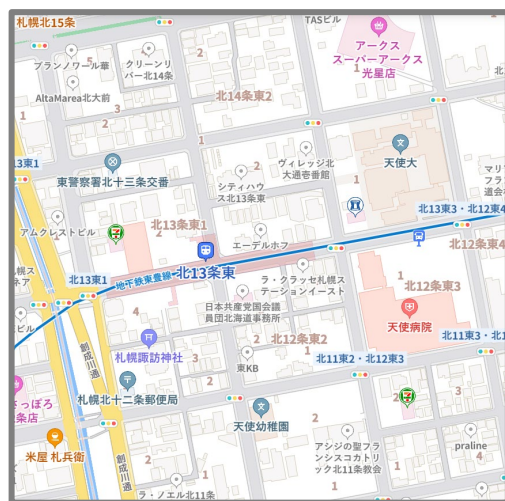 札幌北15条
TASビル
ブランノワール華
クリーンリ
バー北14条
アークス
スーパーアークス
光星店
AltaMarea北大前
北14条東2
13東1
東警察署北十三条交番
ヴィレッジ北
大通壱番館
天使大
シティハウ
ス北13条東
マリア
フラ
道会
北13東3・北12東4
アムクレストビル
北13条東1
エーデルホフ
北12条東4
北13東1
地下鉄東豊線
北13条東
ラ・クラッセ札幌ス
テーションイースト
北12条東3
日本共産党国会議
員団北海道事務所
天使病院
創成川通
札幌諏訪神社
北12条東2
北11東2・北12東3
北11東3・北1
さっぽろ
条店
札幌北十二条郵便局
東KB
天使幼稚園
米屋 札兵衛
創成川通
アシジの聖フラ
ンシスコカトリ
ック北11条教会
praline
ラ・ノエル北11条